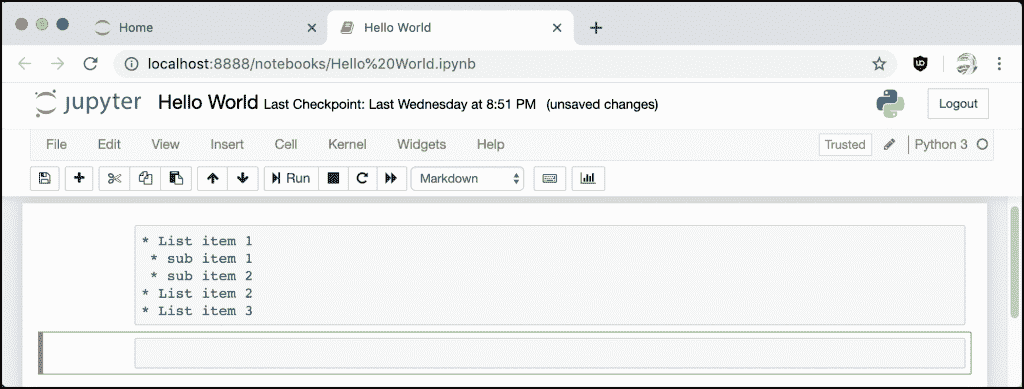 Home
Hello World
localhost:8888/notebooks/Hello%20World.ipynb
jupyter Hello World Last Checkpoint: Last Wednesday at 8:51 PM (unsaved changes)
Logout
File Edit View Insert Cell Kernel Widgets Help
Trusted
Python 3
Run
Markdown
* List item 1
 * sub item 1
 * sub item 2
* List item 2
* List item 3